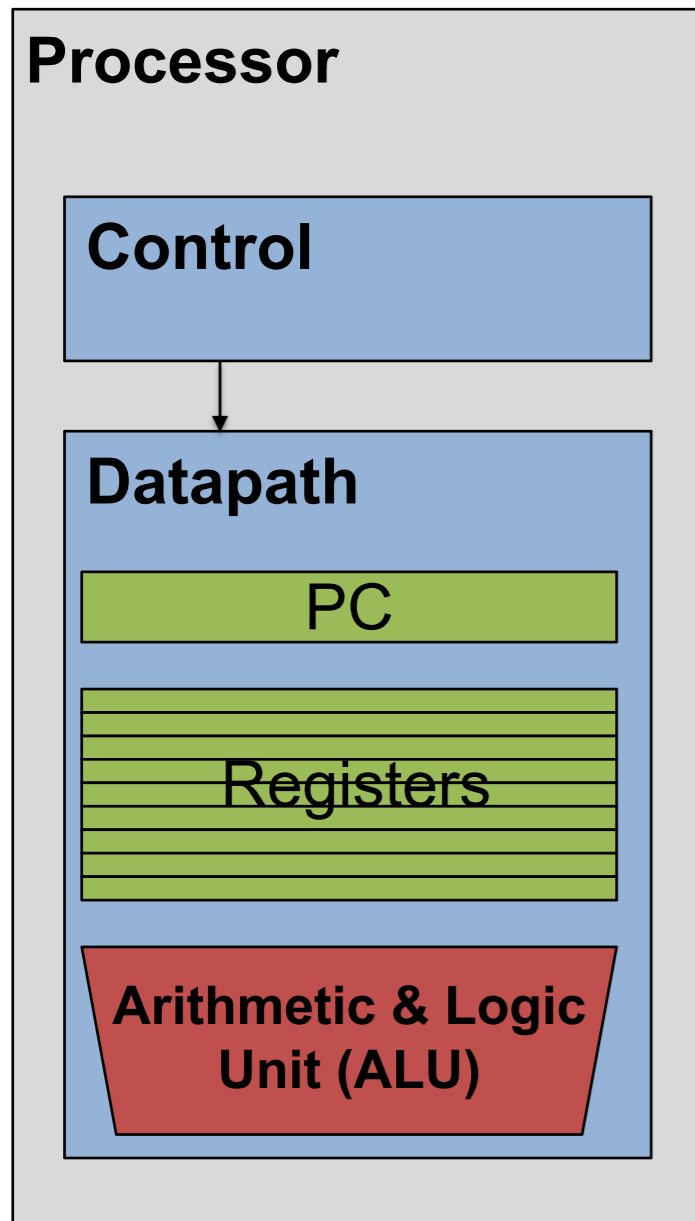 Processor
Control
Datapath
PC
Registers
Arithmetic & Logic
Unit (ALU)